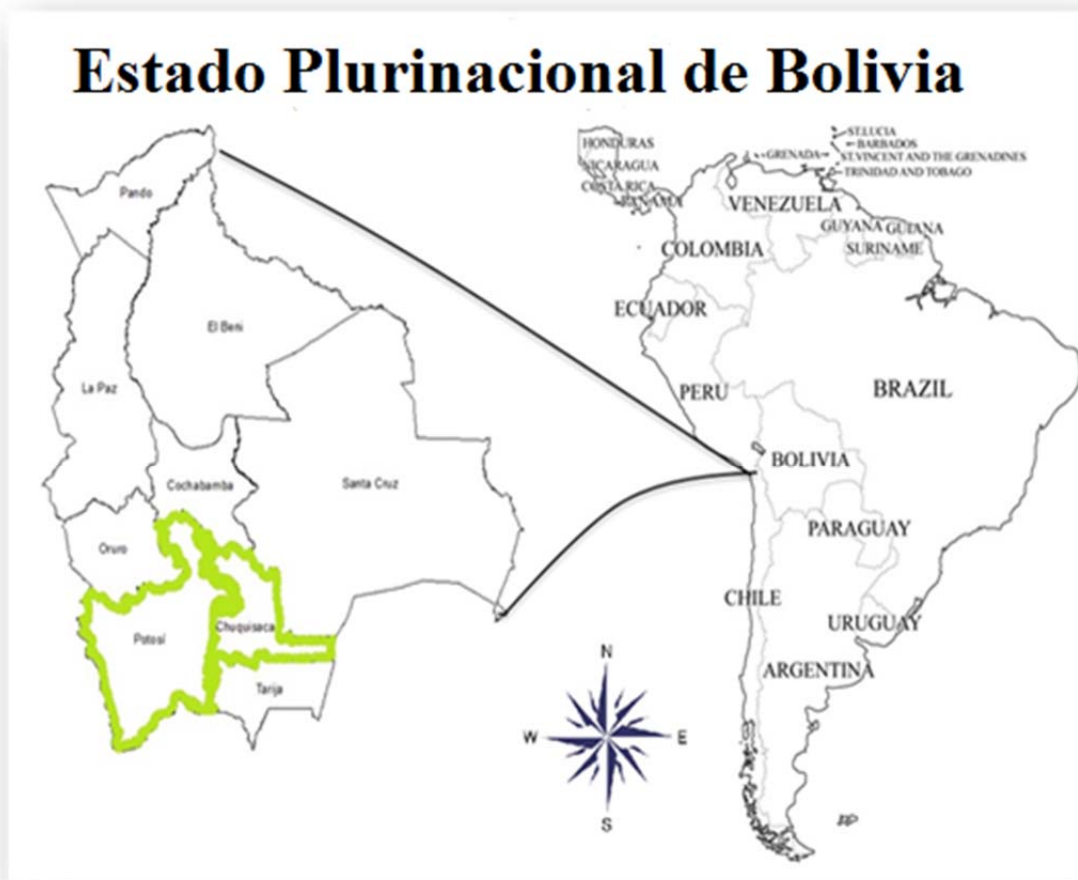 Estado Plurinacional de Bolivia
Pando
El Beni
La Paz
Cochabamba
Santa Cruz
Oruro
Potosí
Chuquisaca
Tarija
HONDURAS
NICARAGUA
COSTA RICA
PANAMA
ST.LUCIA
BARBADOS
GRENADA
ST.VINCENT AND THE GRENADINES
TRINIDAD AND TOBAGO
VENEZUELA
GUYANA GUIANA
SURINAME
COLOMBIA
ECUADOR
PERU
BRAZIL
BOLIVIA
PARAGUAY
CHILE
URUGUAY
ARGENTINA
N
W
E
S